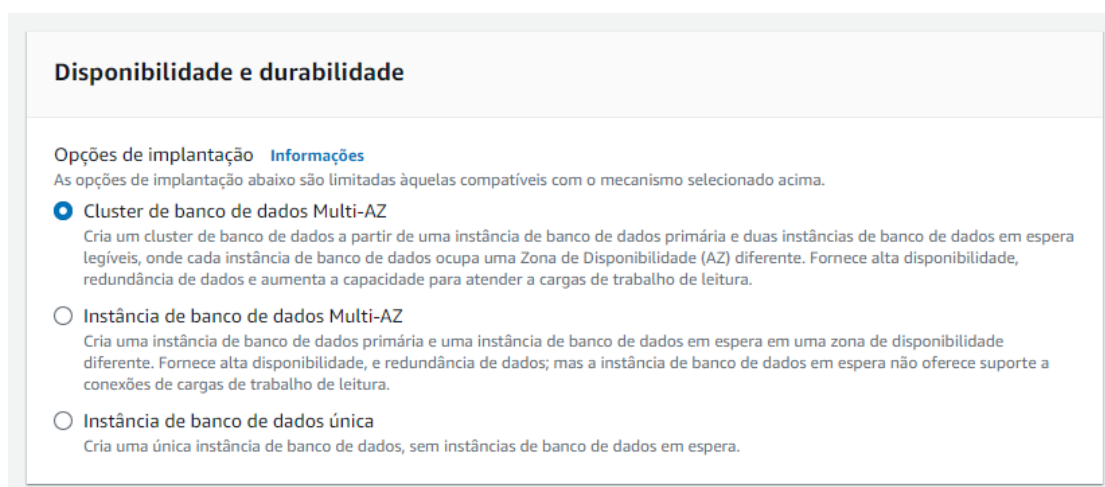 Disponibilidade e durabilidade
Opções de implantação Informações
As opções de implantação abaixo são limitadas àquelas compatíveis com o mecanismo selecionado acima.
Cluster de banco de dados Multi-AZ
Cria um cluster de banco de dados a partir de uma instância de banco de dados primária e duas instâncias de banco de dados em espera
legíveis, onde cada instância de banco de dados ocupa uma Zona de Disponibilidade (AZ) diferente. Fornece alta disponibilidade,
redundância de dados e aumenta a capacidade para atender a cargas de trabalho de leitura.
Instância de banco de dados Multi-AZ
Cria uma instância de banco de dados primária e uma instância de banco de dados em espera em uma zona de disponibilidade
diferente. Fornece alta disponibilidade, e redundância de dados; mas a instância de banco de dados em espera não oferece suporte a
conexões de cargas de trabalho de leitura.
Instância de banco de dados única
Cria uma única instância de banco de dados, sem instâncias de banco de dados em espera.